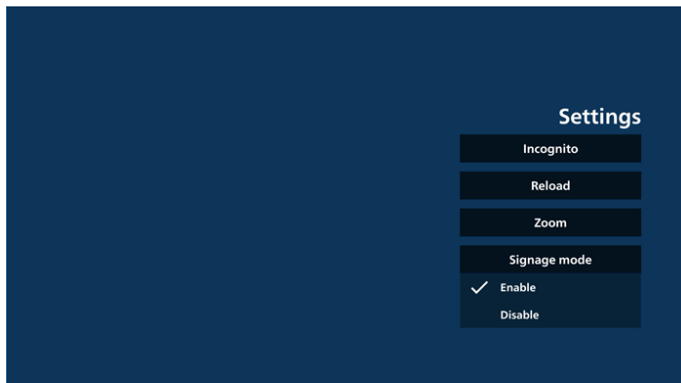 Settings
Incognito
Reload
Zoom
Signage mode
Enable
Disable